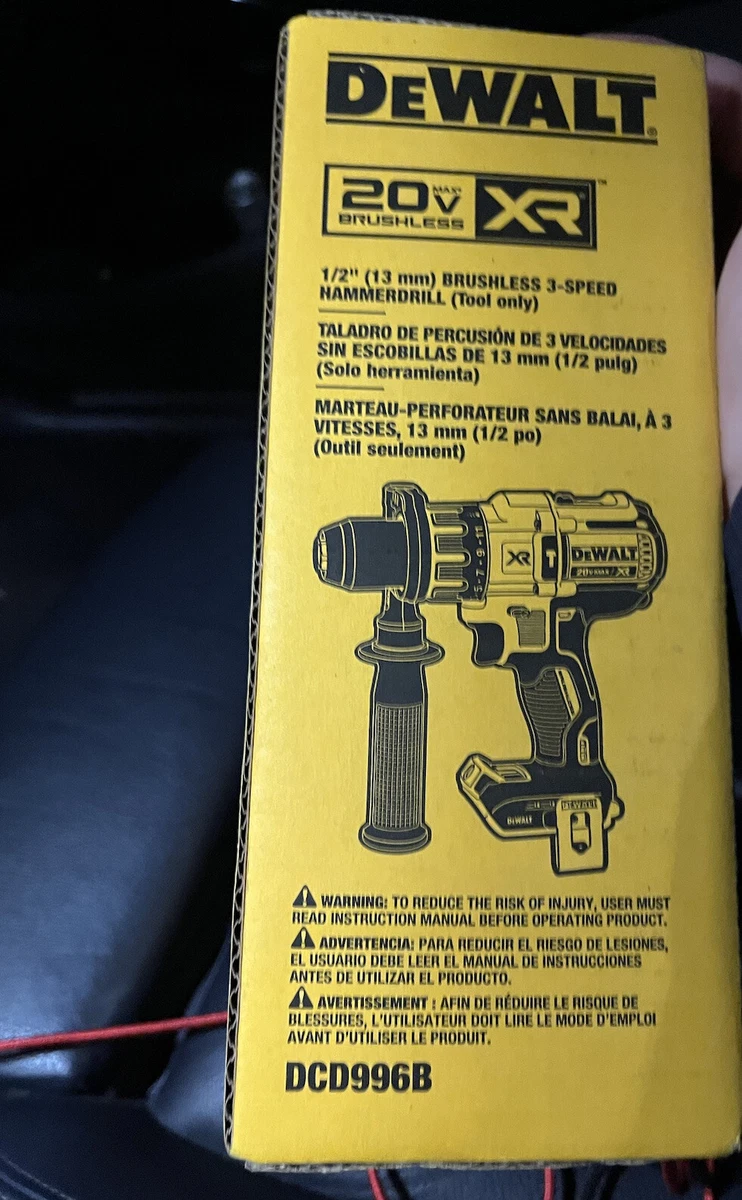 DEWALT®
20V MAX* XR®™
BRUSHLESS
1/2" (13 mm) BRUSHLESS 3-SPEED
HAMMERDRILL (Tool only)
TALADRO DE PERCUSIÓN DE 3 VELOCIDADES
SIN ESCOBILLAS DE 13 mm (1/2 pulg)
(Solo herramienta)
MARTEAU-PERFORATEUR SANS BALAI, À 3
VITESSES, 13 mm (1/2 po)
(Outil seulement)
5-7-9-11
XR
DEWALT
20V MAX / XR
DEWALT
DEWALT
WARNING: TO REDUCE THE RISK OF INJURY, USER MUST
READ INSTRUCTION MANUAL BEFORE OPERATING PRODUCT.
ADVERTENCIA: PARA REDUCIR EL RIESGO DE LESIONES,
EL USUARIO DEBE LEER EL MANUAL DE INSTRUCCIONES
ANTES DE UTILIZAR EL PRODUCTO.
AVERTISSEMENT : AFIN DE RÉDUIRE LE RISQUE DE
BLESSURES, L'UTILISATEUR DOIT LIRE LE MODE D'EMPLOI
AVANT D'UTILISER LE PRODUIT.
DCD996B